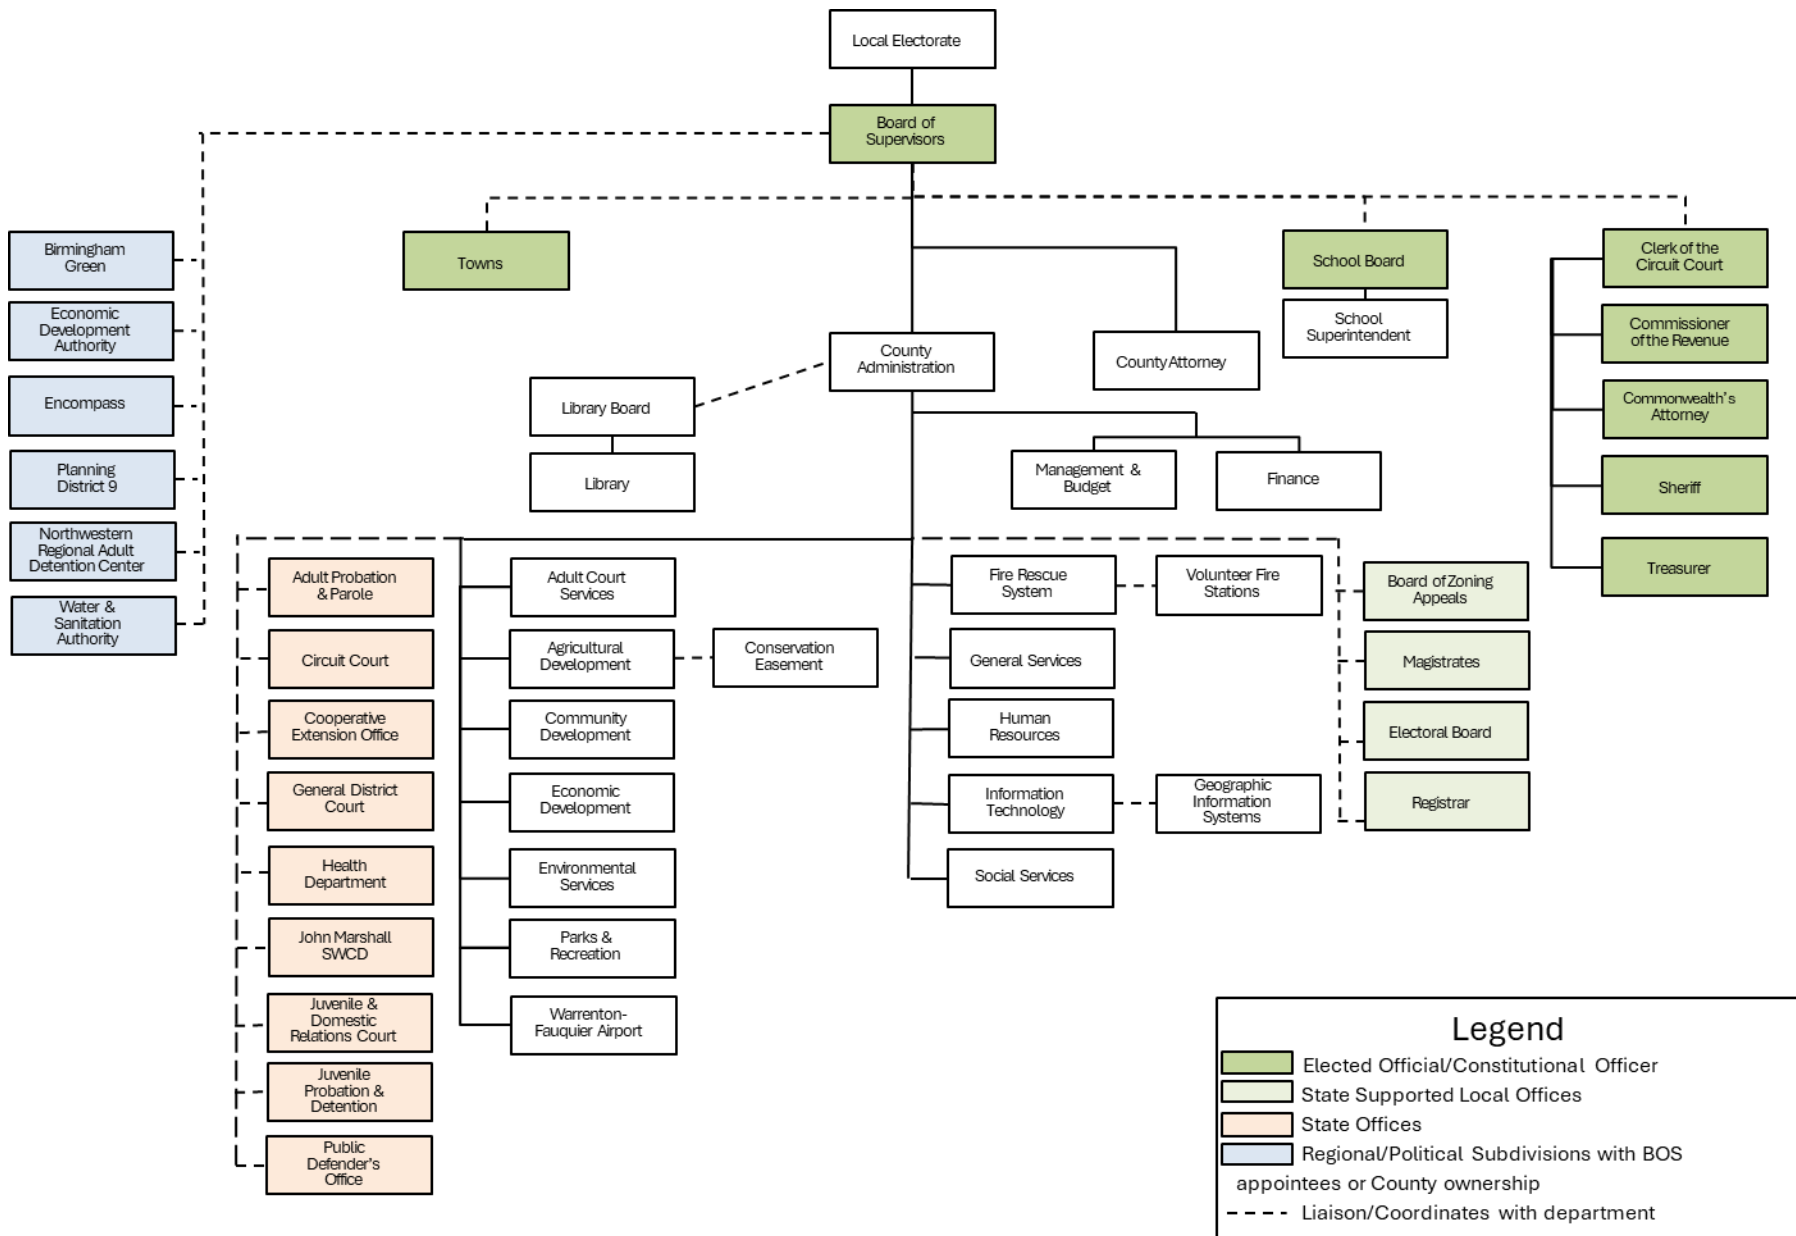 Local Electorate
Board of
Supervisors
Birmingham
Green
Economic
Development
Authority
Encompass
Planning
District 9
Northwestern
Regional Adult
Detention Center
Water &
Sanitation
Authority
Towns
School Board
School
Superintendent
Clerk of the
Circuit Court
Commissioner
of the Revenue
Commonwealth's
Attorney
Sheriff
Treasurer
County
Administration
County Attorney
Library Board
Library
Management &
Budget
Finance
Adult Probation
& Parole
Circuit Court
Cooperative
Extension Office
General District
Court
Health
Department
John Marshall
SWCD
Juvenile &
Domestic
Relations Court
Juvenile
Probation &
Detention
Public
Defender's
Office
Adult Court
Services
Agricultural
Development
Conservation
Easement
Community
Development
Economic
Development
Environmental
Services
Parks &
Recreation
Warrenton-
Fauquier Airport
Fire Rescue
System
Volunteer Fire
Stations
General Services
Human
Resources
Information
Technology
Geographic
Information
Systems
Social Services
Board of Zoning
Appeals
Magistrates
Electoral Board
Registrar
Legend
Elected Official/Constitutional Officer
State Supported Local Offices
State Offices
Regional/Political Subdivisions with BOS
appointees or County ownership
Liaison/Coordinates with department